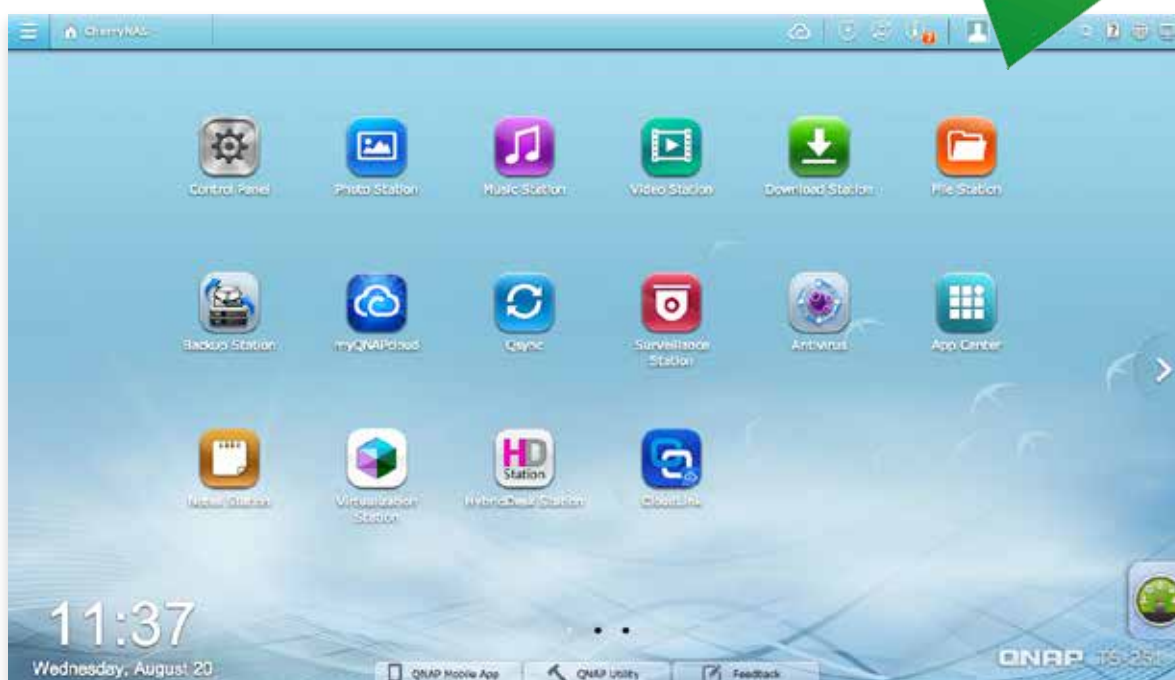 CherryNAS
Control Panel
Photo Station
Music Station
Video Station
Download Station
File Station
Backup Station
myQNAPcloud
Qsync
Surveillance
Station
Antivirus
App Center
Notes Station
Virtualization
Station
HD
Station
HybridDesk Station
CloudLink
11:37
Wednesday, August 20
QNAP Mobile App
QNAP Utility
Feedback
QNAP TS-251